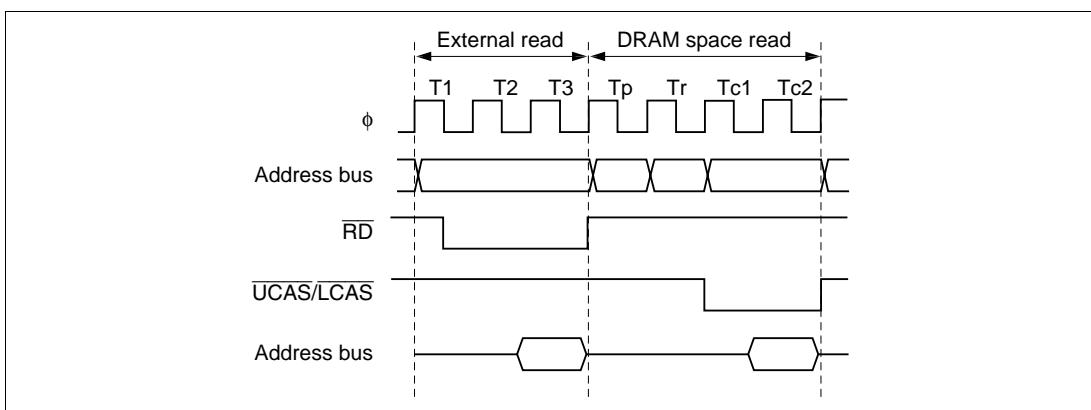 External read DRAM space read
T1 T2 T3 Tp Tr Tc1 Tc2
ϕ
Address bus
RD
UCAS/LCAS
Address bus